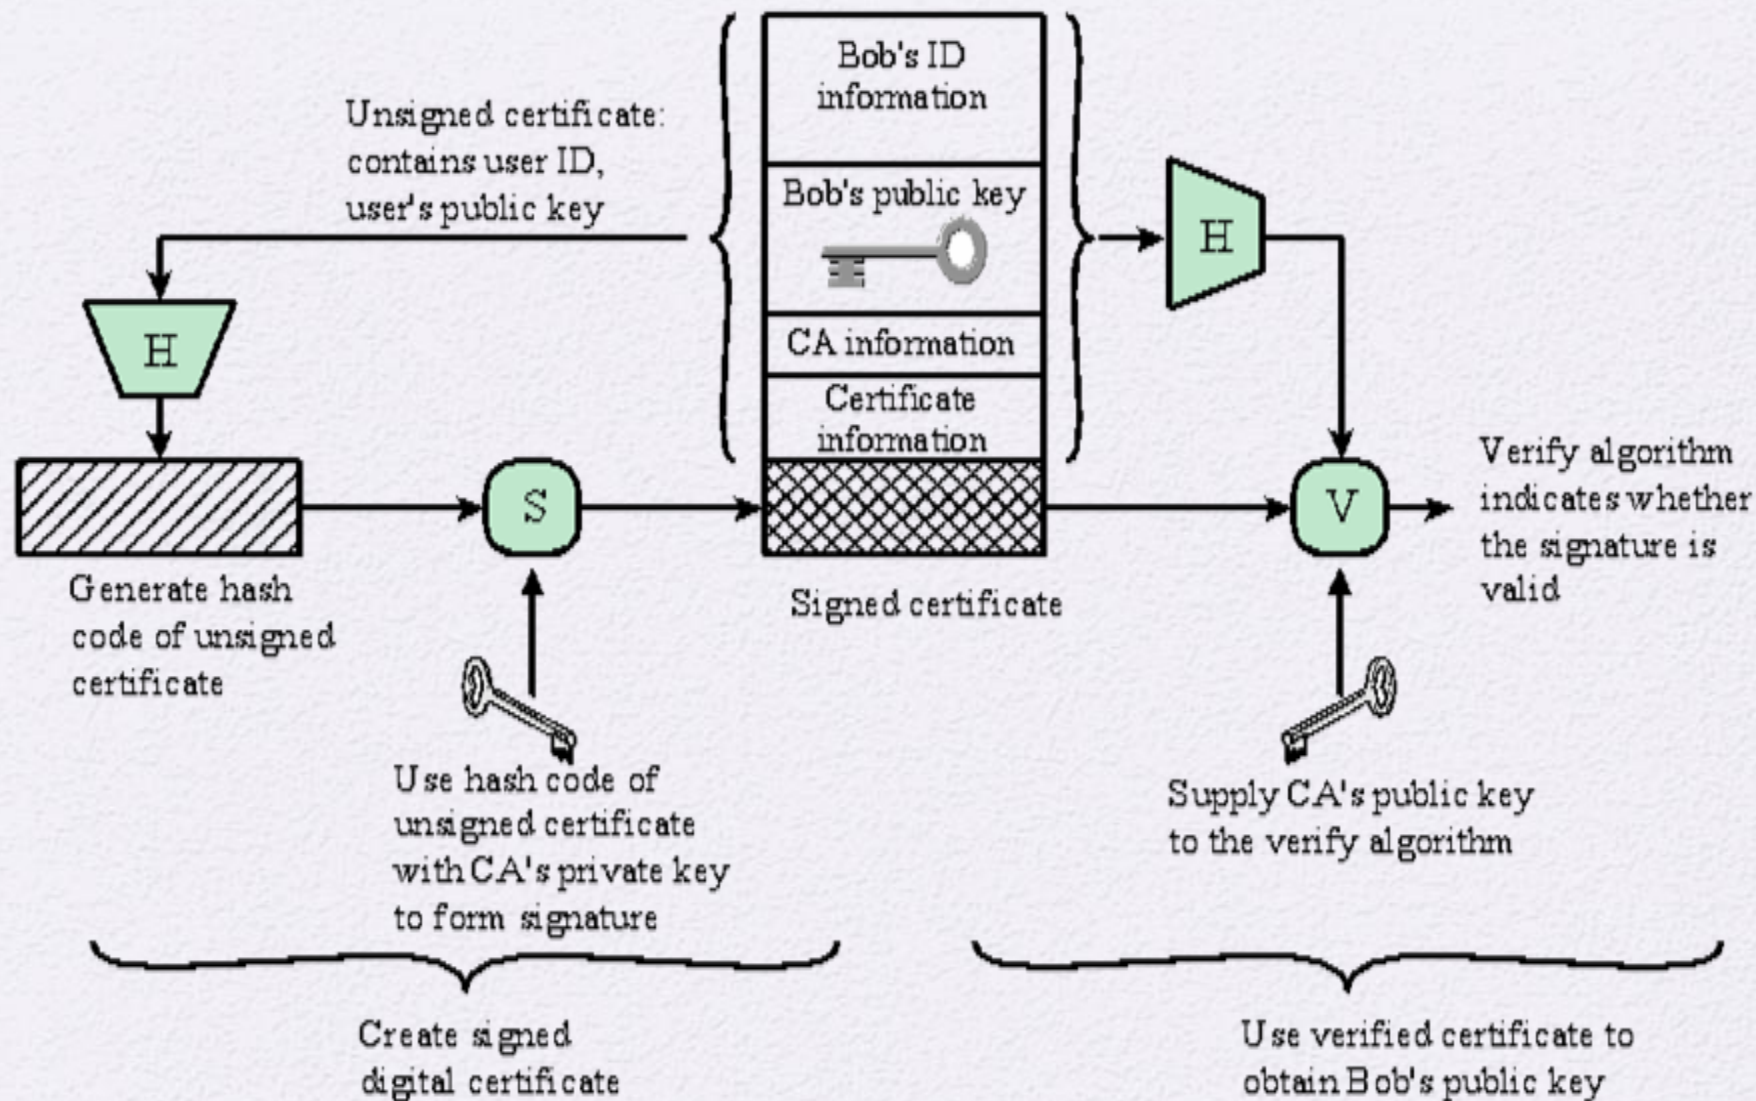 Unsigned certificate:
contains user ID,
user's public key
H
Generate hash
code of unsigned
certificate
S
Use hash code of
unsigned certificate
with CA's private key
to form signature
Bob's ID
information
Bob's public key
CA information
Certificate
information
Signed certificate
H
V
Verify algorithm
indicates whether
the signature is
valid
Supply CA's public key
to the verify algorithm
Create signed
digital certificate
Use verified certificate to
obtain Bob's public key